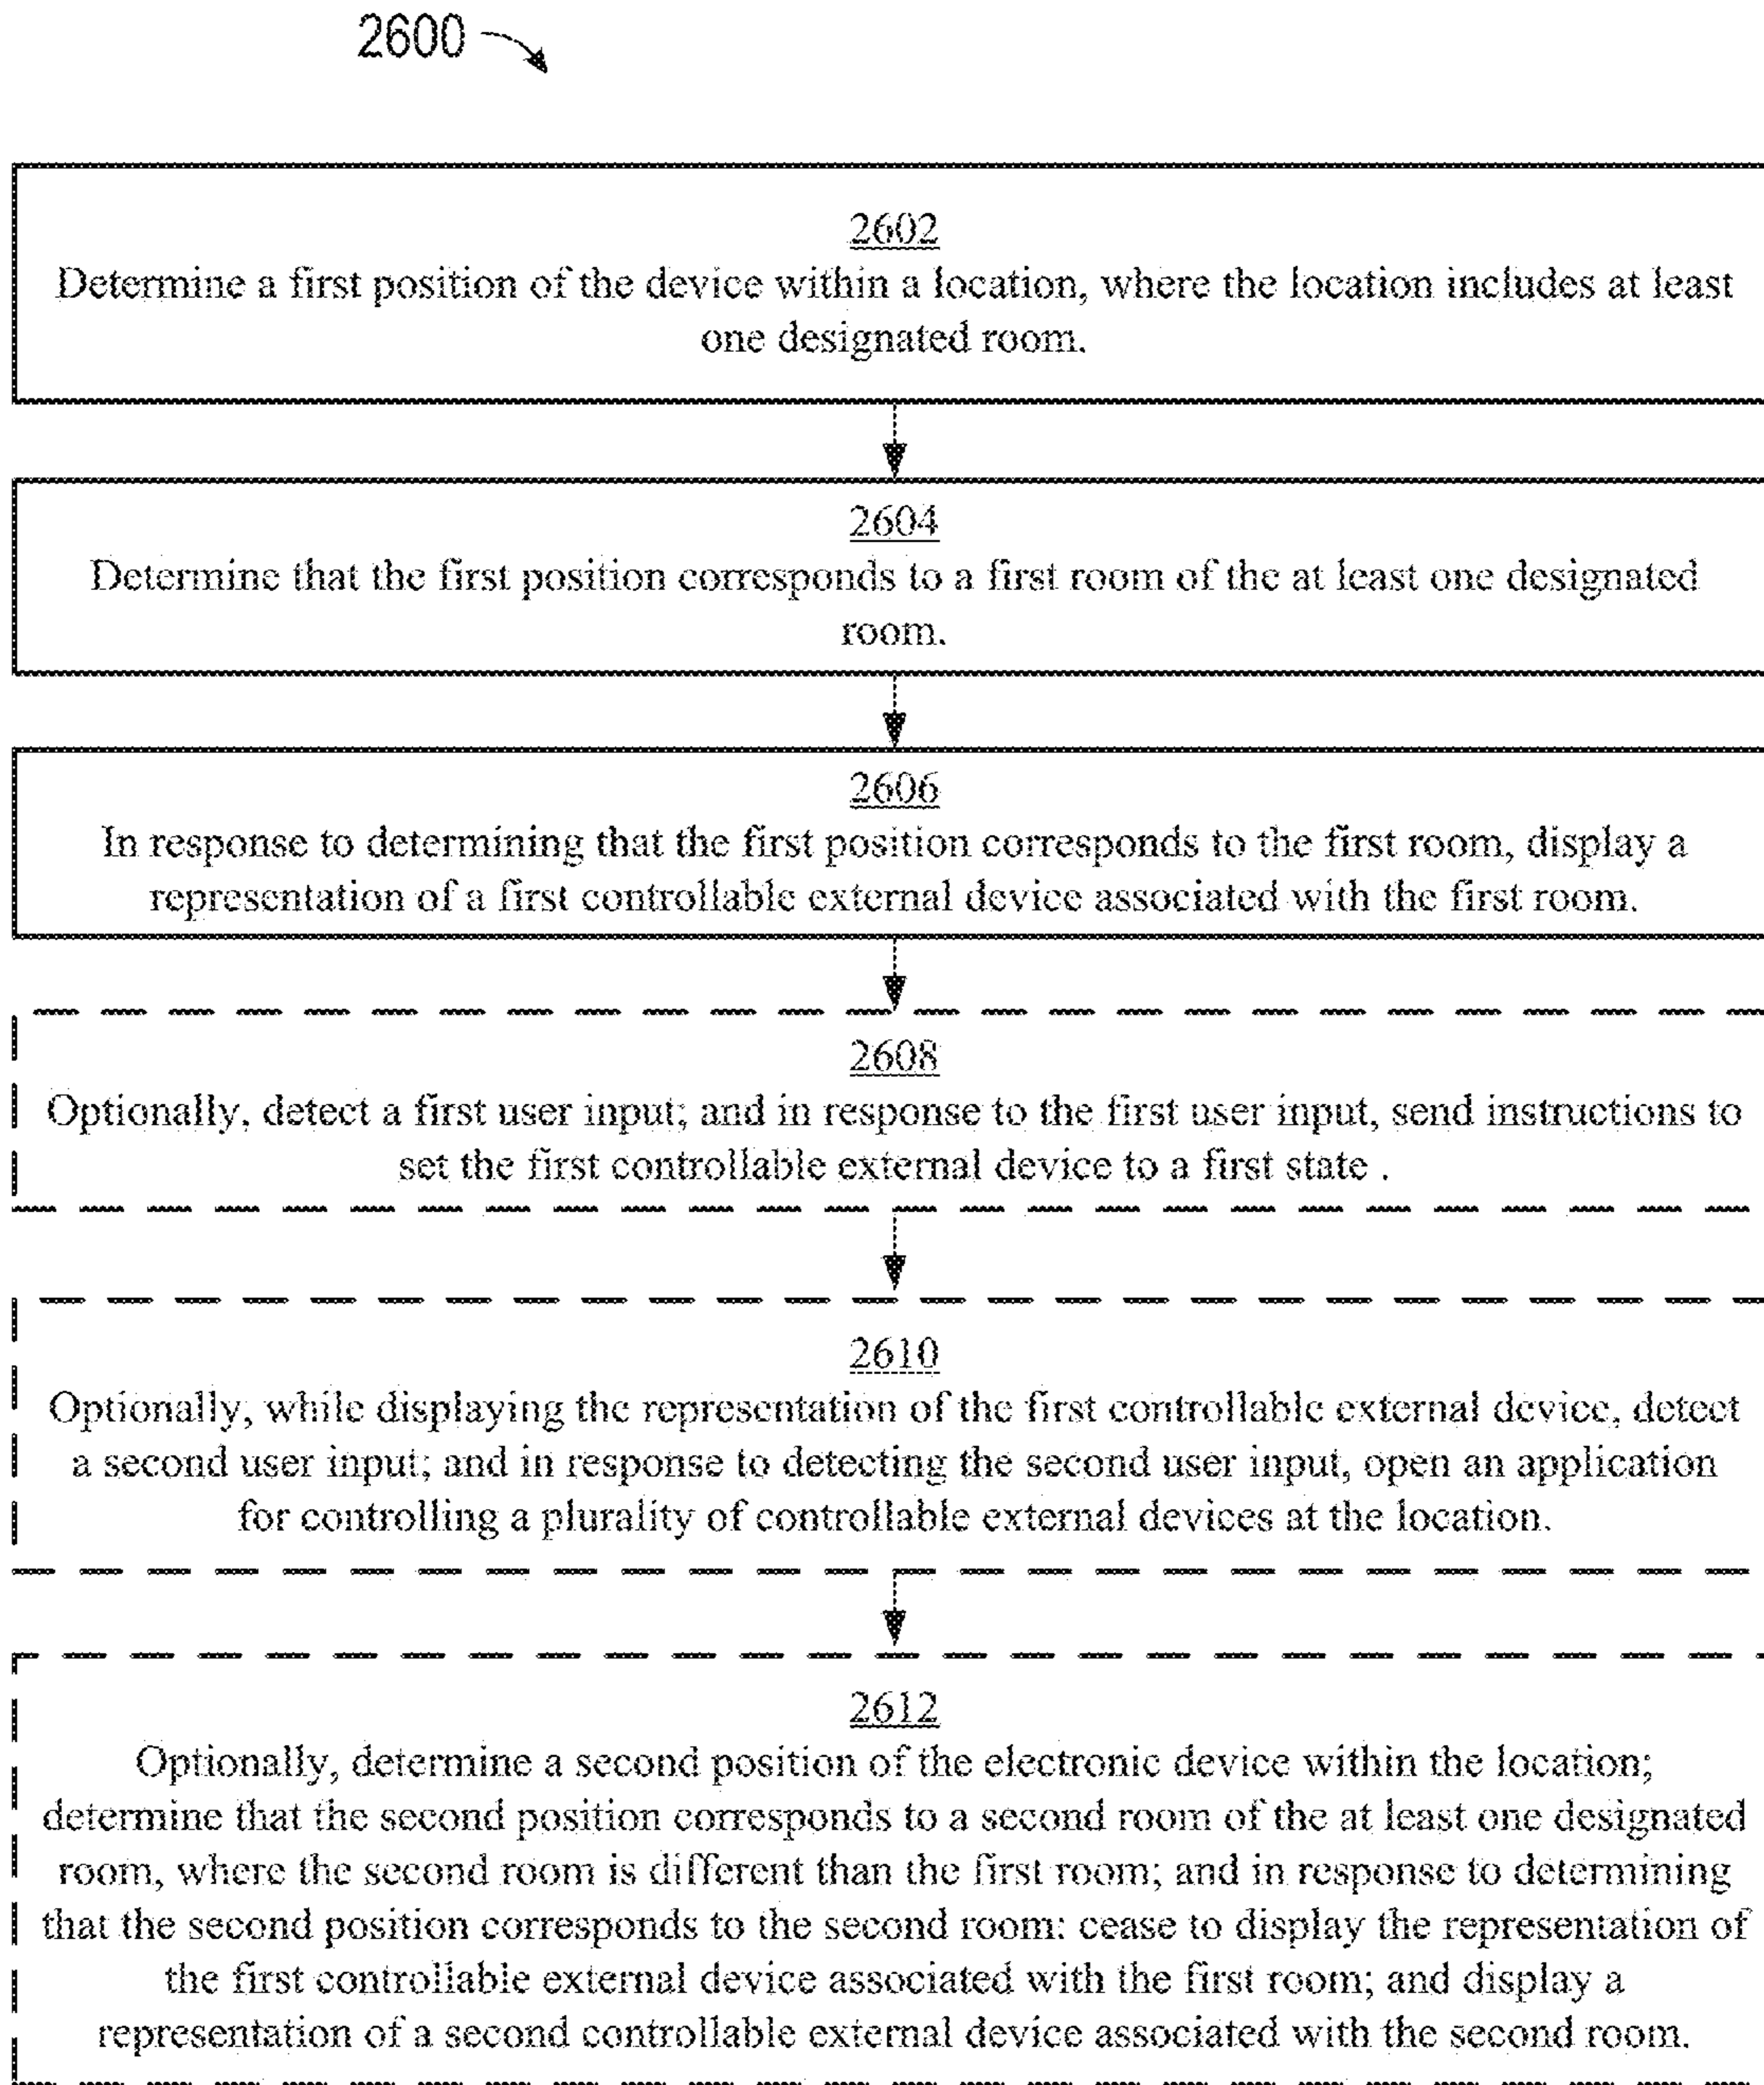 2600
2602
Determine a first position of the device within a location, where the location includes at least
one designated room.
2604
Determine that the first position corresponds to a first room of the at least one designated
room.
2606
In response to determining that the first position corresponds to the first room, display a
representation of a first controllable external device associated with the first room.
2608
Optionally, detect a first user input; and in response to the first user input, send instructions to
set the first controllable external device to a first state .
2610
Optionally, while displaying the representation of the first controllable external device, detect
a second user input; and in response to detecting the second user input, open an application
for controlling a plurality of controllable external devices at the location.
2612
Optionally, determine a second position of the electronic device within the location;
determine that the second position corresponds to a second room of the at least one designated
room, where the second room is different than the first room; and in response to determining
that the second position corresponds to the second room: cease to display the representation of
the first controllable external device associated with the first room; and display a
representation of a second controllable external device associated with the second room.